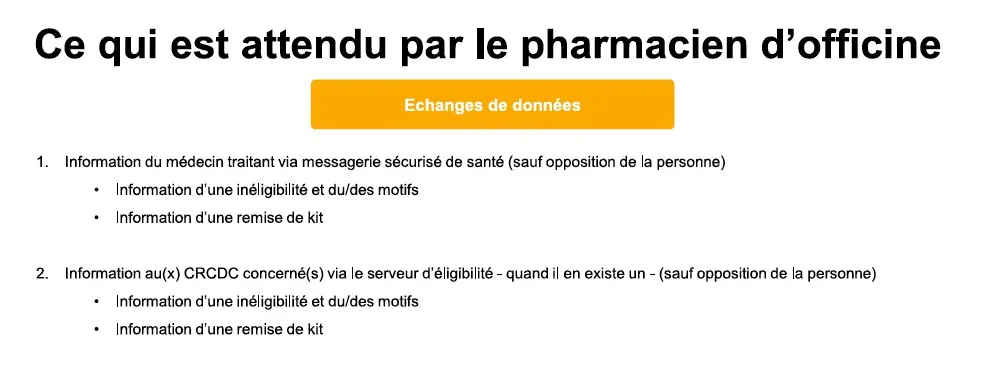 Ce qui est attendu par le pharmacien d’officine
Echanges de données
1. Information du médecin traitant via messagerie sécurisé de santé (sauf opposition de la personne)
• Information d’une inéligibilité et du/des motifs
• Information d’une remise de kit
2. Information au(x) CRCDC concerné(s) via le serveur d’éligibilité - quand il en existe un - (sauf opposition de la personne)
• Information d’une inéligibilité et du/des motifs
• Information d’une remise de kit